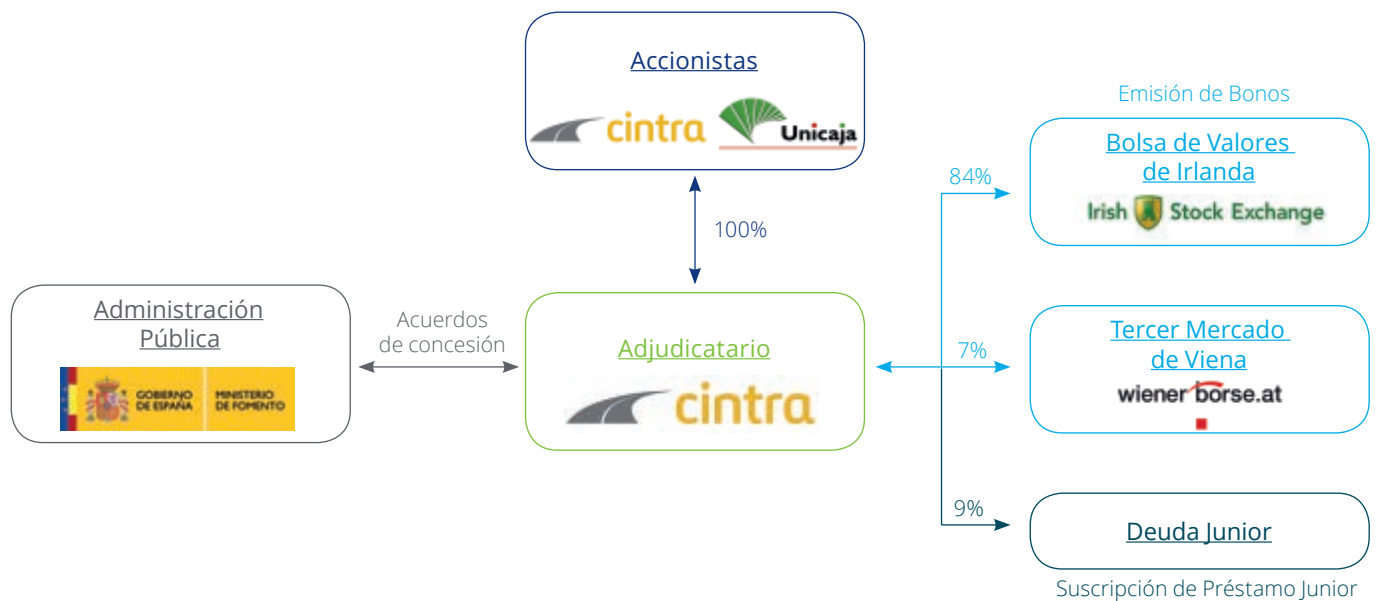 Accionistas
cintra
Unicaja
Emisión de Bonos
Bolsa de Valores
de Irlanda
Irish Stock Exchange
84%
100%
Administración
Pública
GOBIERNO
DE ESPAÑA
MINISTERIO
DE FOMENTO
Acuerdos
de concesión
Adjudicatario
cintra
7%
Tercer Mercado
de Viena
wiener börse.at
9%
Deuda Junior
Suscripción de Préstamo Junior